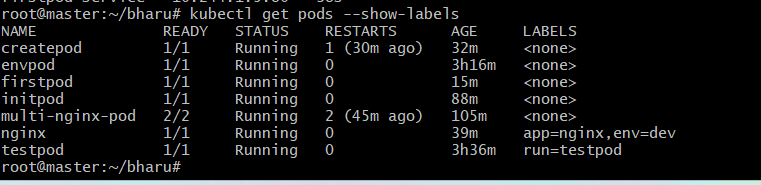 root@master:~/bharu# kubectl get pods --show-labels
NAME READY STATUS RESTARTS AGE LABELS
createpod 1/1 Running 1 (30m ago) 32m <none>
envpod 1/1 Running 0 3h16m <none>
firstpod 1/1 Running 0 15m <none>
initpod 1/1 Running 0 88m <none>
multi-nginx-pod 2/2 Running 2 (45m ago) 105m <none>
nginx 1/1 Running 0 39m app=nginx,env=dev
testpod 1/1 Running 0 3h36m run=testpod
root@master:~/bharu#